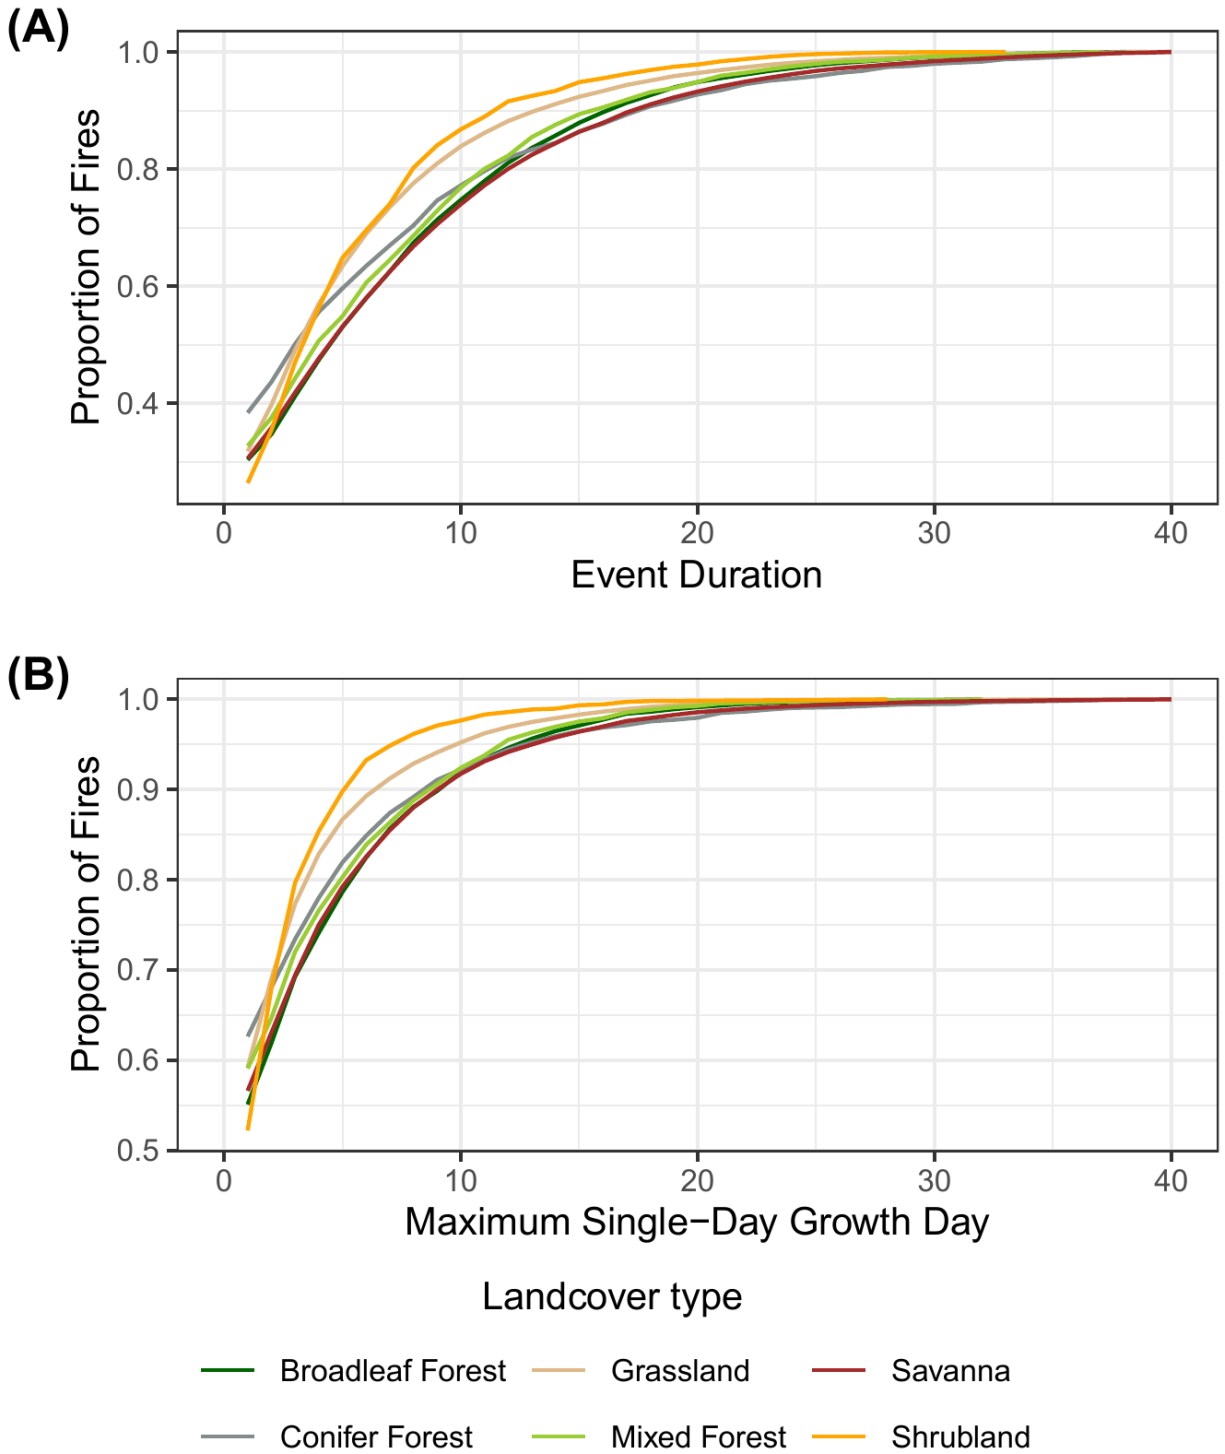 (A)
1.0
0.8
0.6
0.4
Proportion of Fires
0 10 20 30 40
Event Duration
(B)
1.0
0.9
0.8
0.7
0.6
0.5
Proportion of Fires
0 10 20 30 40
Maximum Single−Day Growth Day
Landcover type
Broadleaf Forest Grassland Savanna
Conifer Forest Mixed Forest Shrubland